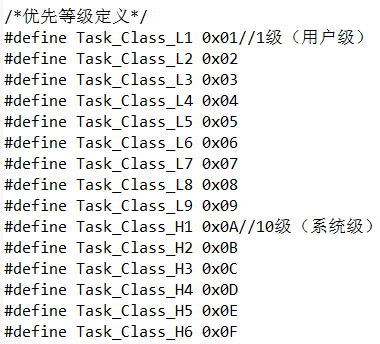 /*优先等级定义*/
#define Task_Class_L1 0x01//1级（用户级）
#define Task_Class_L2 0x02
#define Task_Class_L3 0x03
#define Task_Class_L4 0x04
#define Task_Class_L5 0x05
#define Task_Class_L6 0x06
#define Task_Class_L7 0x07
#define Task_Class_L8 0x08
#define Task_Class_L9 0x09
#define Task_Class_H1 0x0A//10级（系统级）
#define Task_Class_H2 0x0B
#define Task_Class_H3 0x0C
#define Task_Class_H4 0x0D
#define Task_Class_H5 0x0E
#define Task_Class_H6 0x0F